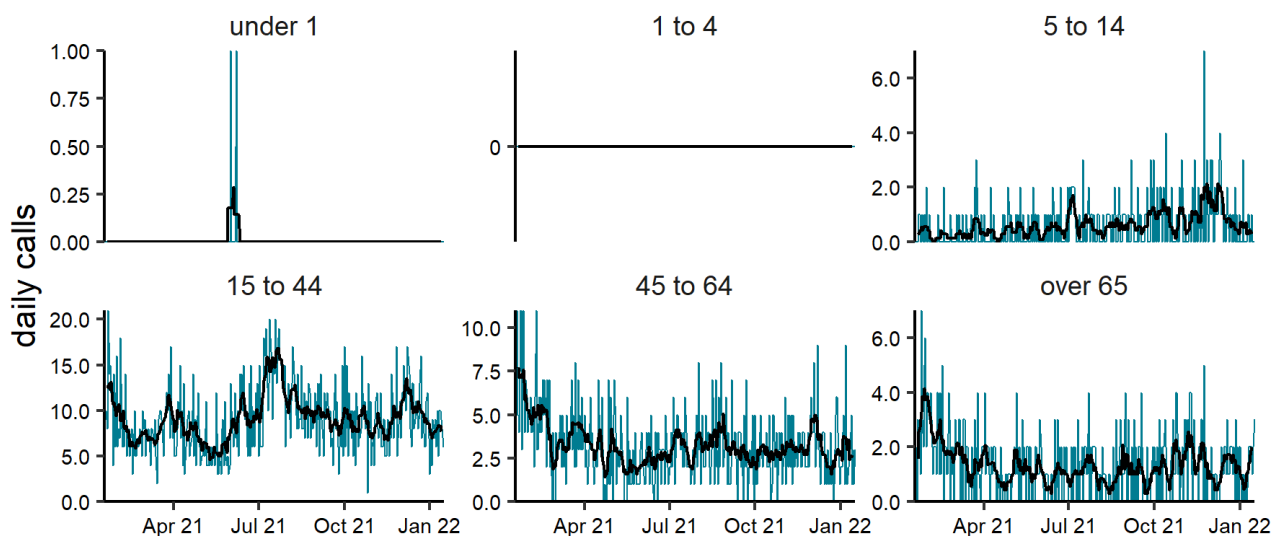 under 1
1 to 4
5 to 14
1.00
0.75
0.50
0.25
0.00
0
6.0
4.0
2.0
0.0
daily calls
15 to 44
45 to 64
over 65
20.0
15.0
10.0
5.0
0.0
10.0
7.5
5.0
2.5
0.0
6.0
4.0
2.0
0.0
Apr 21 Jul 21 Oct 21 Jan 22
Apr 21 Jul 21 Oct 21 Jan 22
Apr 21 Jul 21 Oct 21 Jan 22